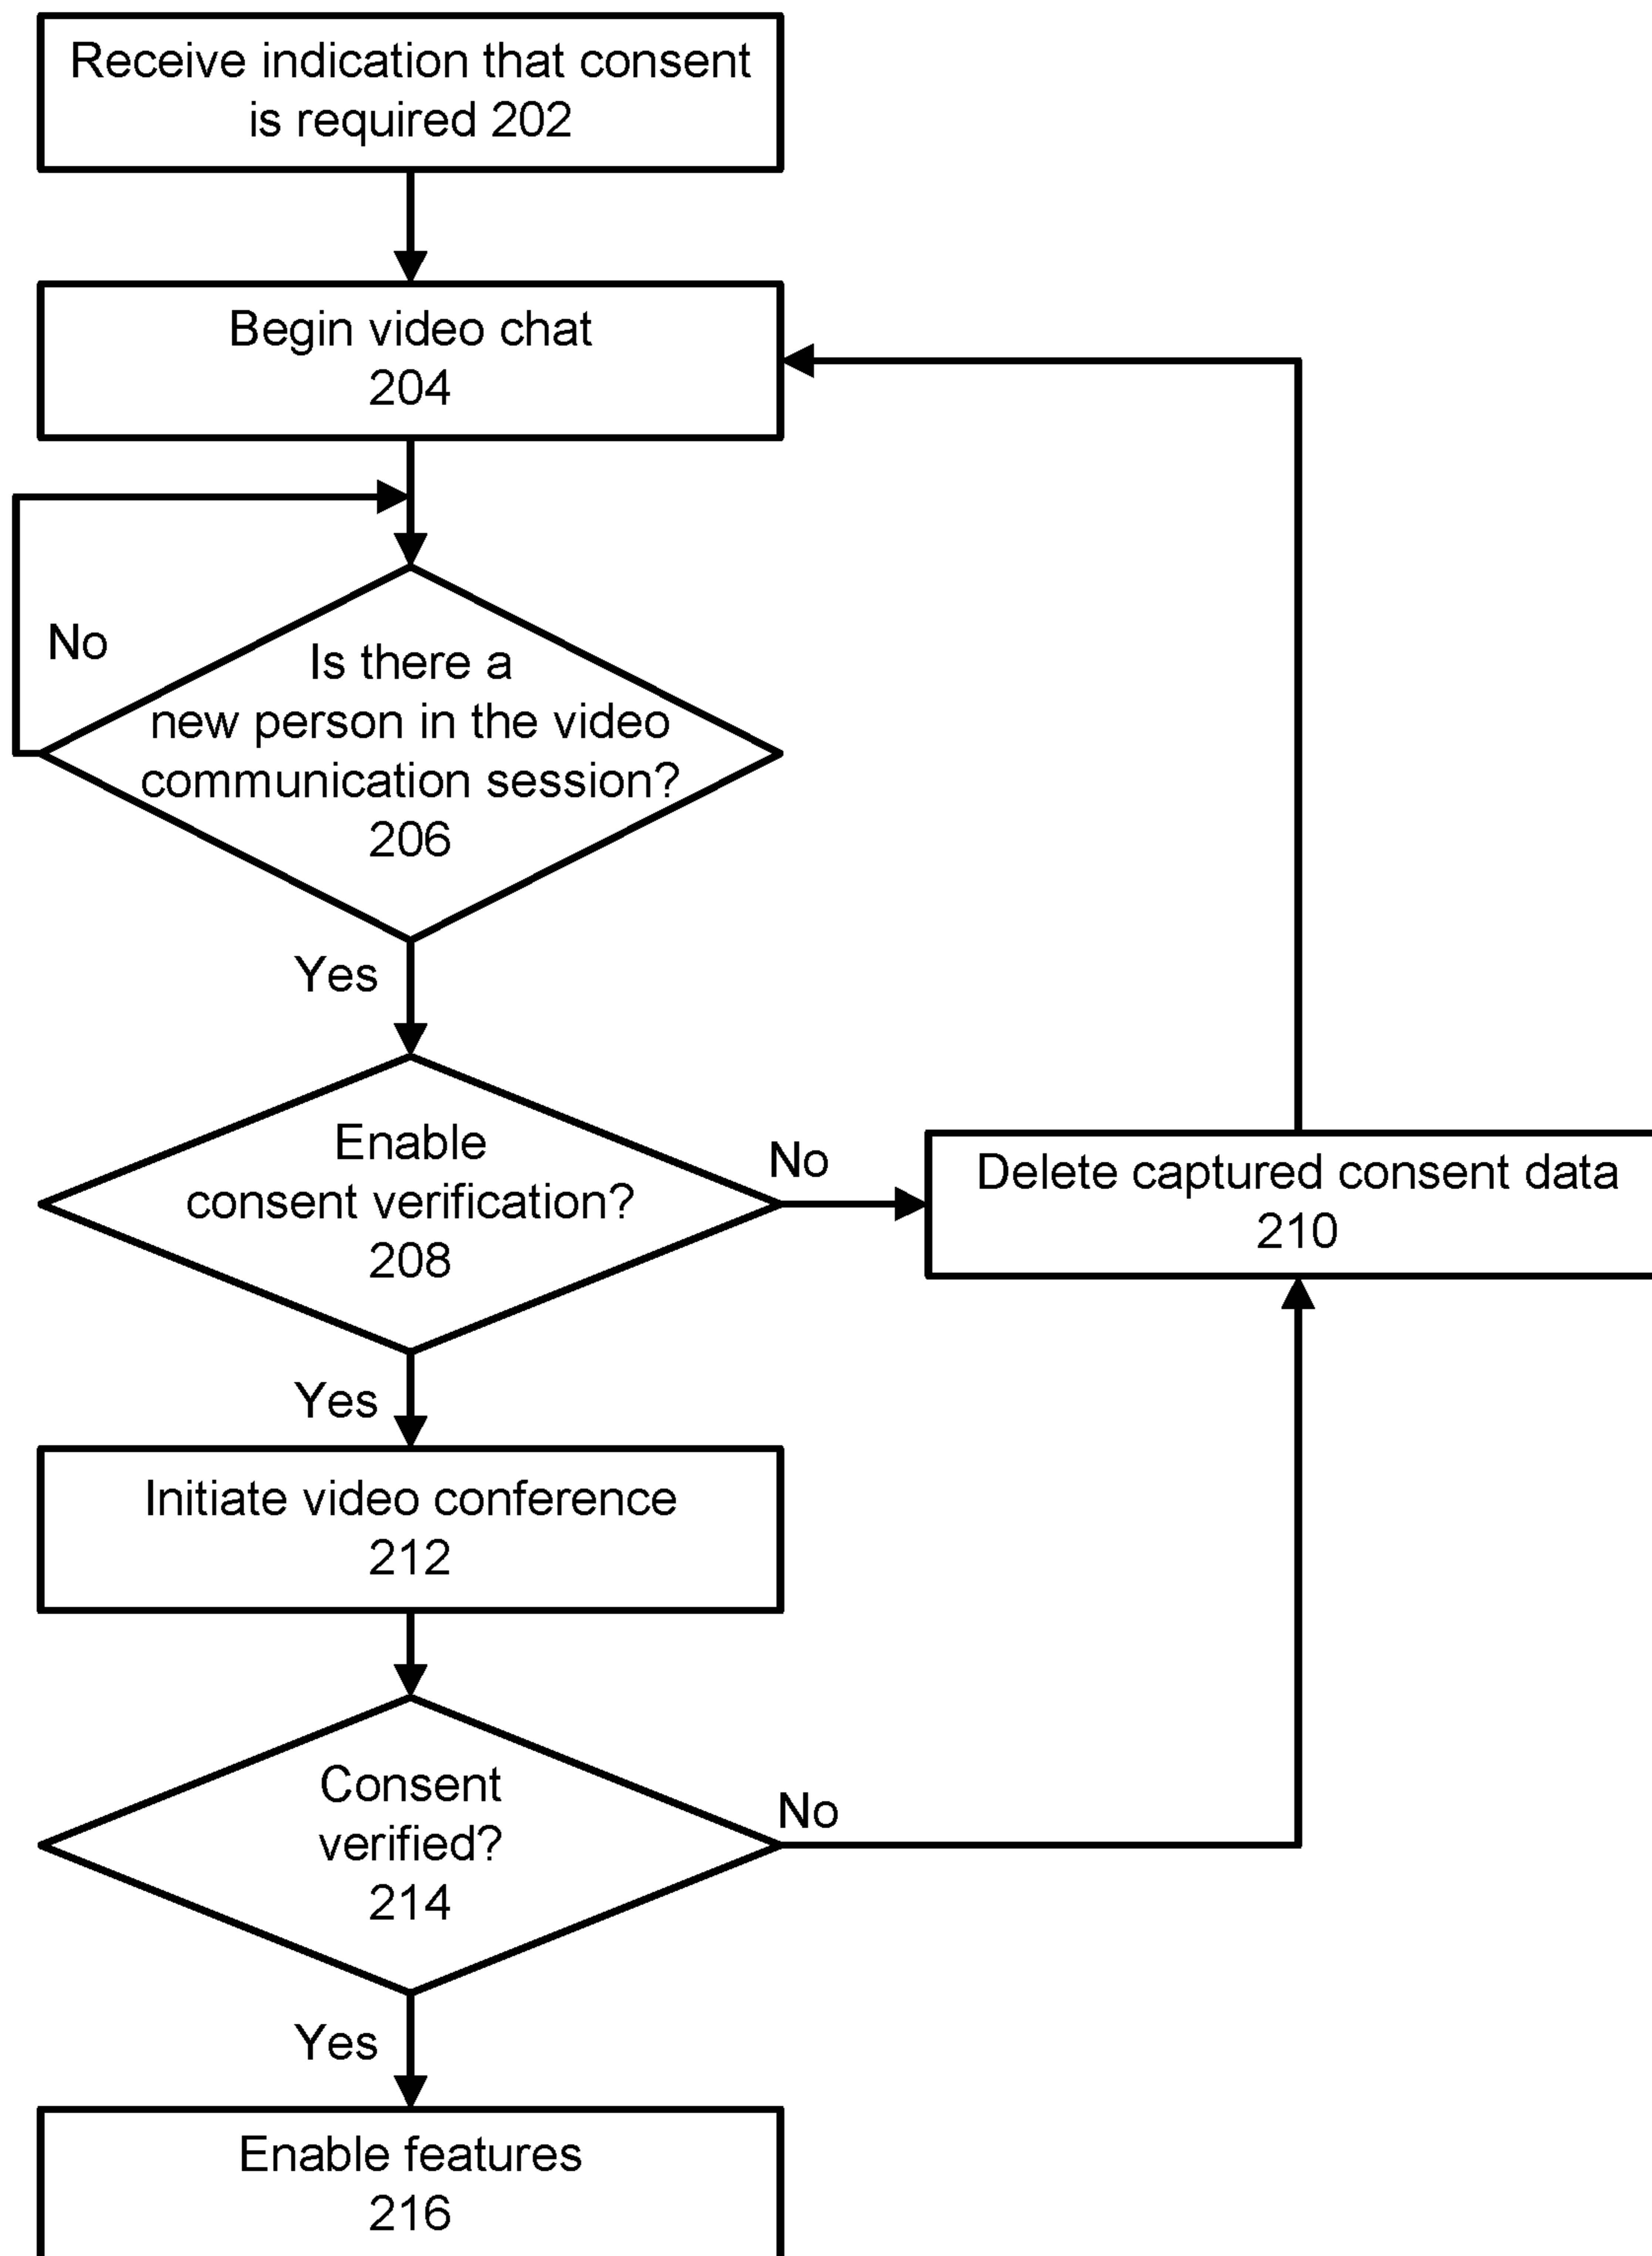 Receive indication that consent
is required 202
Begin video chat
204
No
Is there a
new person in the video
communication session?
206
Yes
Enable
consent verification?
208
No
Delete captured consent data
210
Yes
Initiate video conference
212
Consent
verified?
214
No
Yes
Enable features
216